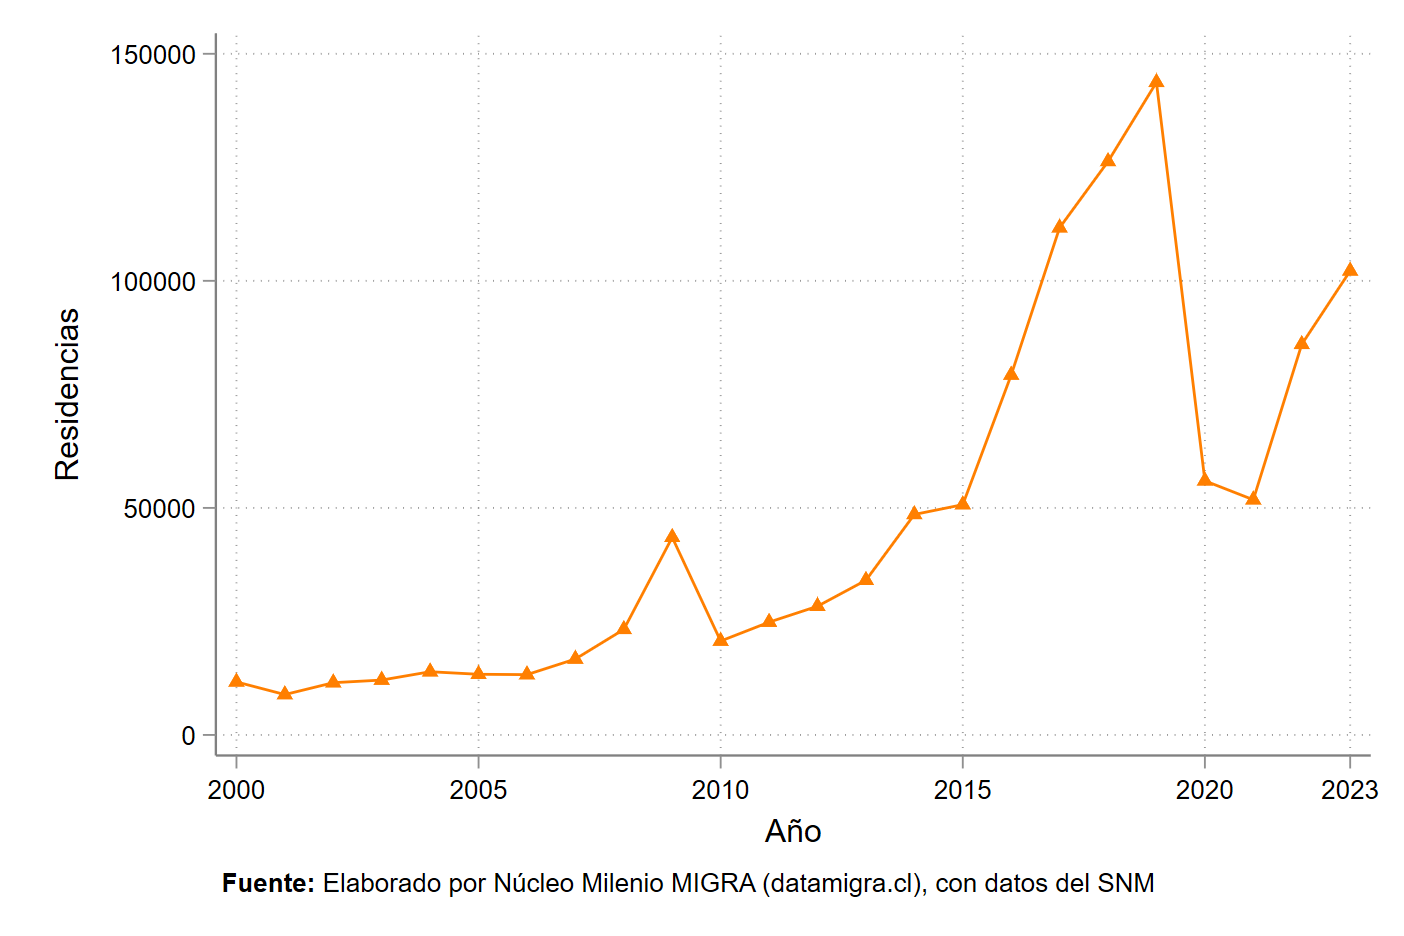 150000
100000
50000
0
Residencias
2000 2005 2010 2015 2020 2023
Año
Fuente: Elaborado por Núcleo Milenio MIGRA (datamigra.cl), con datos del SNM